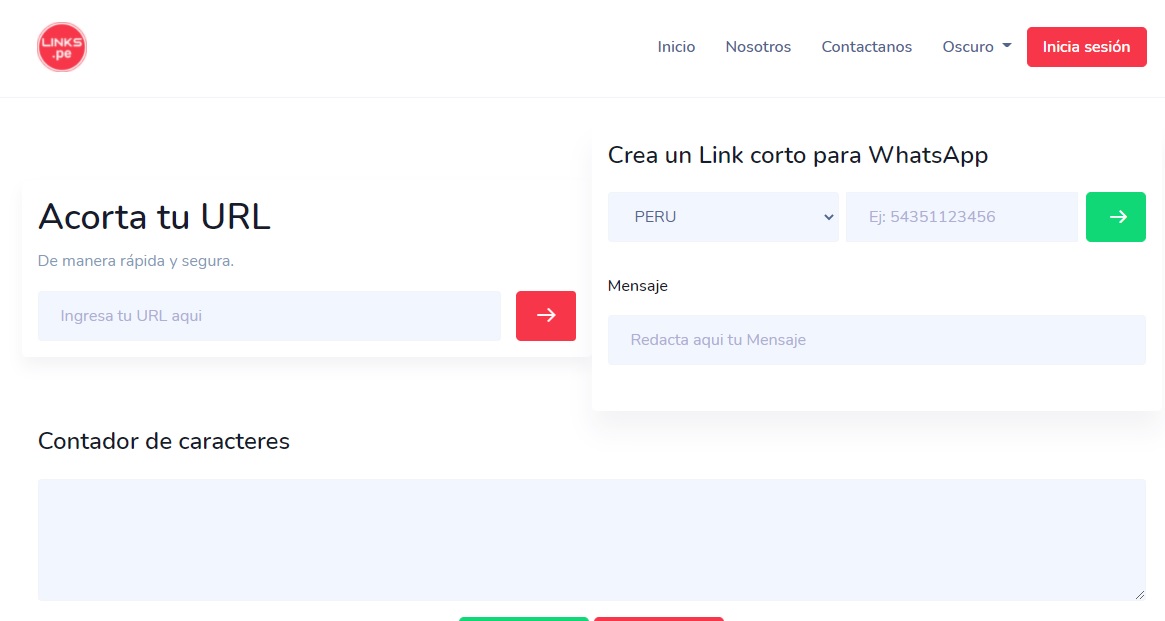 LINKS
.pe
Inicio Nosotros Contactanos Oscuro Inicia sesión
Acorta tu URL
De manera rápida y segura.
Ingresa tu URL aqui
Crea un Link corto para WhatsApp
PERU Ej: 54351123456
Mensaje
Redacta aqui tu Mensaje
Contador de caracteres